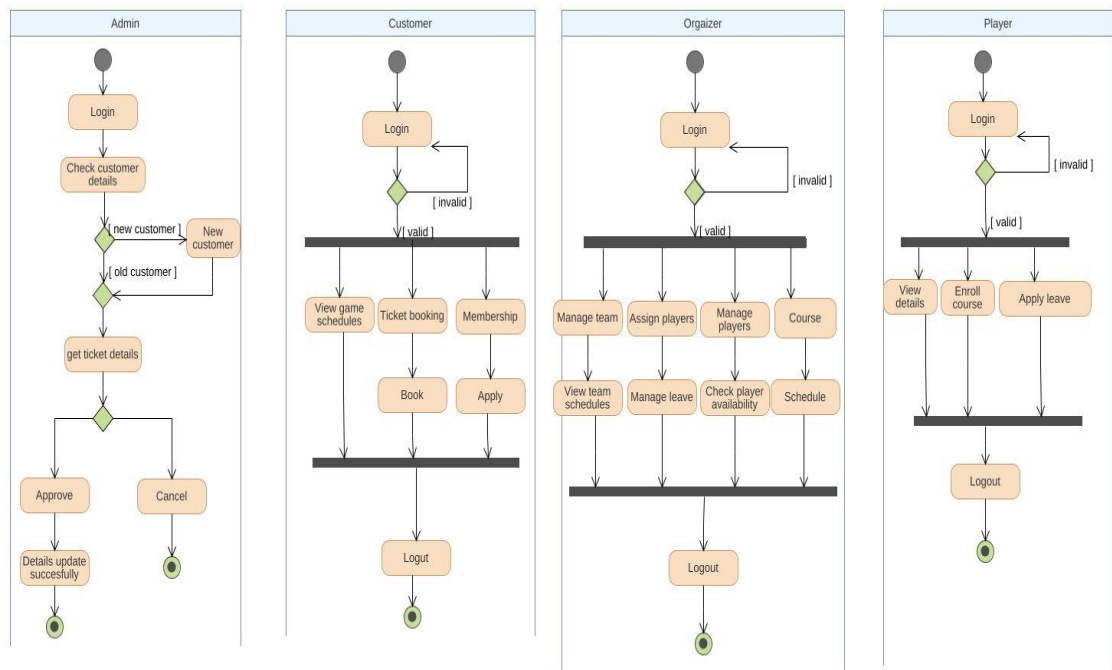 Admin
Login
Check customer
details
[ new customer ]
New
customer
[ old customer ]
get ticket details
Approve
Cancel
Details update
succesfully
Customer
Login
[ invalid ]
[ valid ]
View game
schedules
Ticket booking
Membership
Book
Apply
Logut
Orgaizer
Login
[ invalid ]
[ valid ]
Manage team
Assign players
Manage
players
Course
View team
schedules
Manage leave
Check player
availability
Schedule
Logout
Player
Login
[ invalid ]
[ valid ]
View
details
Enroll
course
Apply leave
Logout